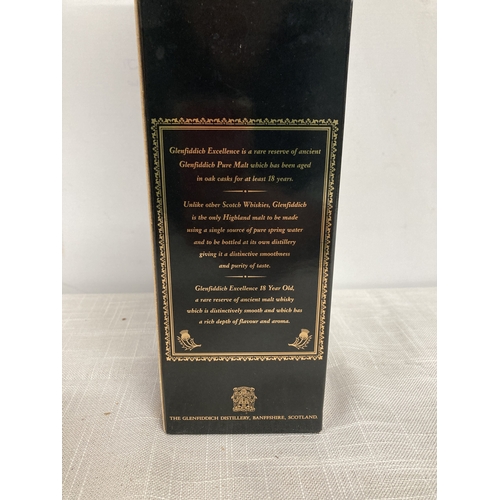 Glenfiddich Excellence is a rare reserve of ancient
Glenfiddich Pure Malt which has been aged
in oak casks for at least 18 years.
Unlike other Scotch Whiskies, Glenfiddich
is the only Highland malt to be made
using a single source of pure spring water
and to be bottled at its own distillery
giving it a distinctive smoothness
and purity of taste.
Glenfiddich Excellence 18 Year Old,
a rare reserve of ancient malt whisky
which is distinctively smooth and which has
a rich depth of flavour and aroma.
THE GLENFIDDICH DISTILLERY, BANFFSHIRE, SCOTLAND.